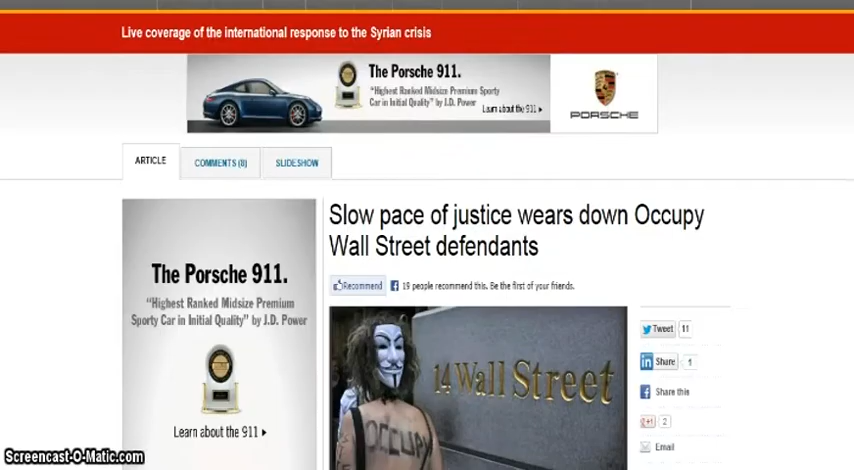 Live coverage of the international response to the Syrian crisis
The Porsche 911.
"Highest Ranked Midsize Premium Sporty
Car in Initial Quality" by J.D. Power
Learn about the 911
PORSCHE
ARTICLE
COMMENTS (8)
SLIDESHOW
Slow pace of justice wears down Occupy
Wall Street defendants
Recommend
19 people recommend this. Be the first of your friends.
The Porsche 911.
"Highest Ranked Midsize Premium
Sporty Car in Initial Quality" by J.D. Power
Learn about the 911
14 Wall Street
OCCUPY
Tweet
11
in Share
1
Share this
+1
2
Email
Screencast-O-Matic.com